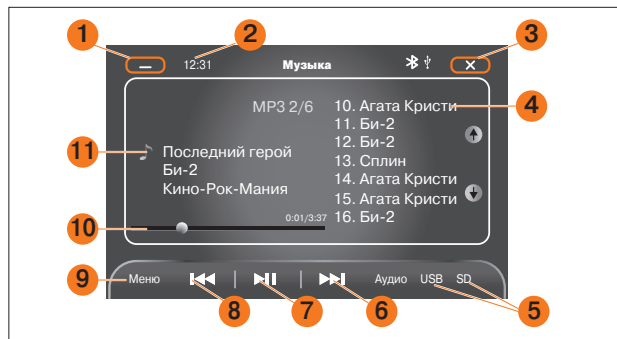 1
2
3
12:31
Музыка
MP3 2/6
10. Агата Кристи
4
11. Би-2
12. Би-2
13. Сплин
14. Агата Кристи
15. Агата Кристи
16. Би-2
11
Последний герой
Би-2
Кино-Рок-Мания
10
0:01/3:37
9
Меню
Аудио
USB
SD
8
7
6
5